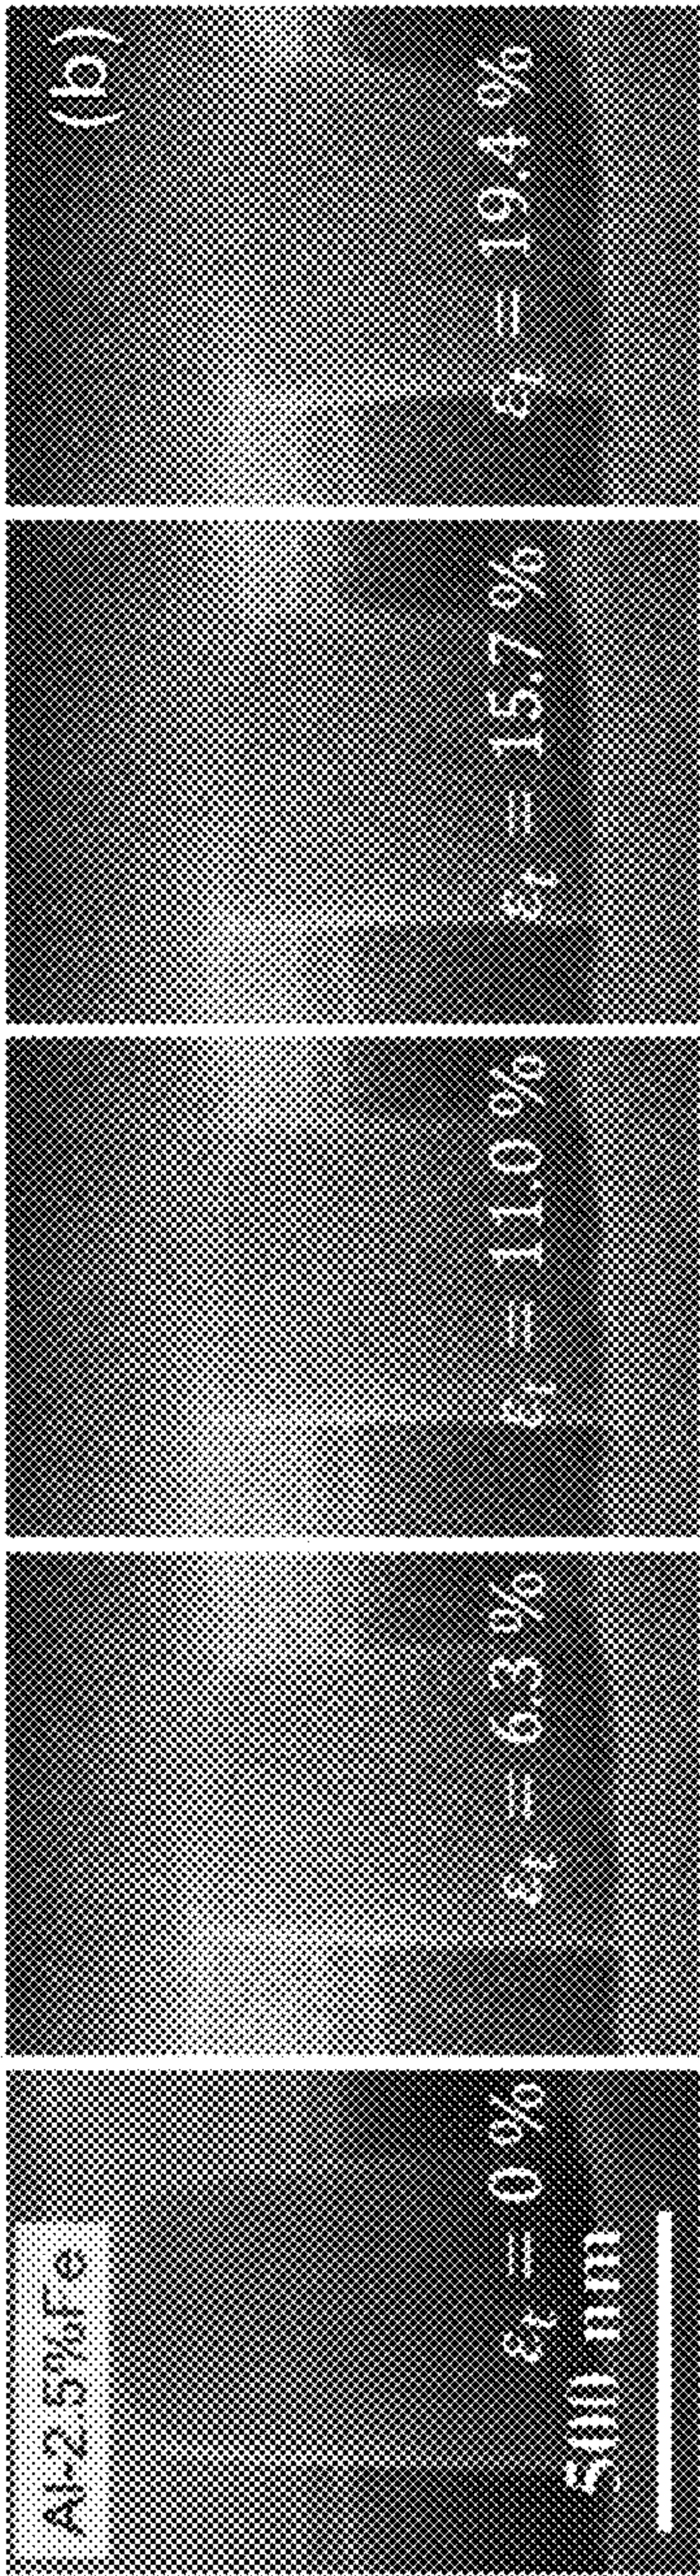 Al-2.5%Fe
εt = 0 %
500 nm
εt = 6.3 %
εt = 11.0 %
εt = 15.7 %
(b)
εt = 19.4 %